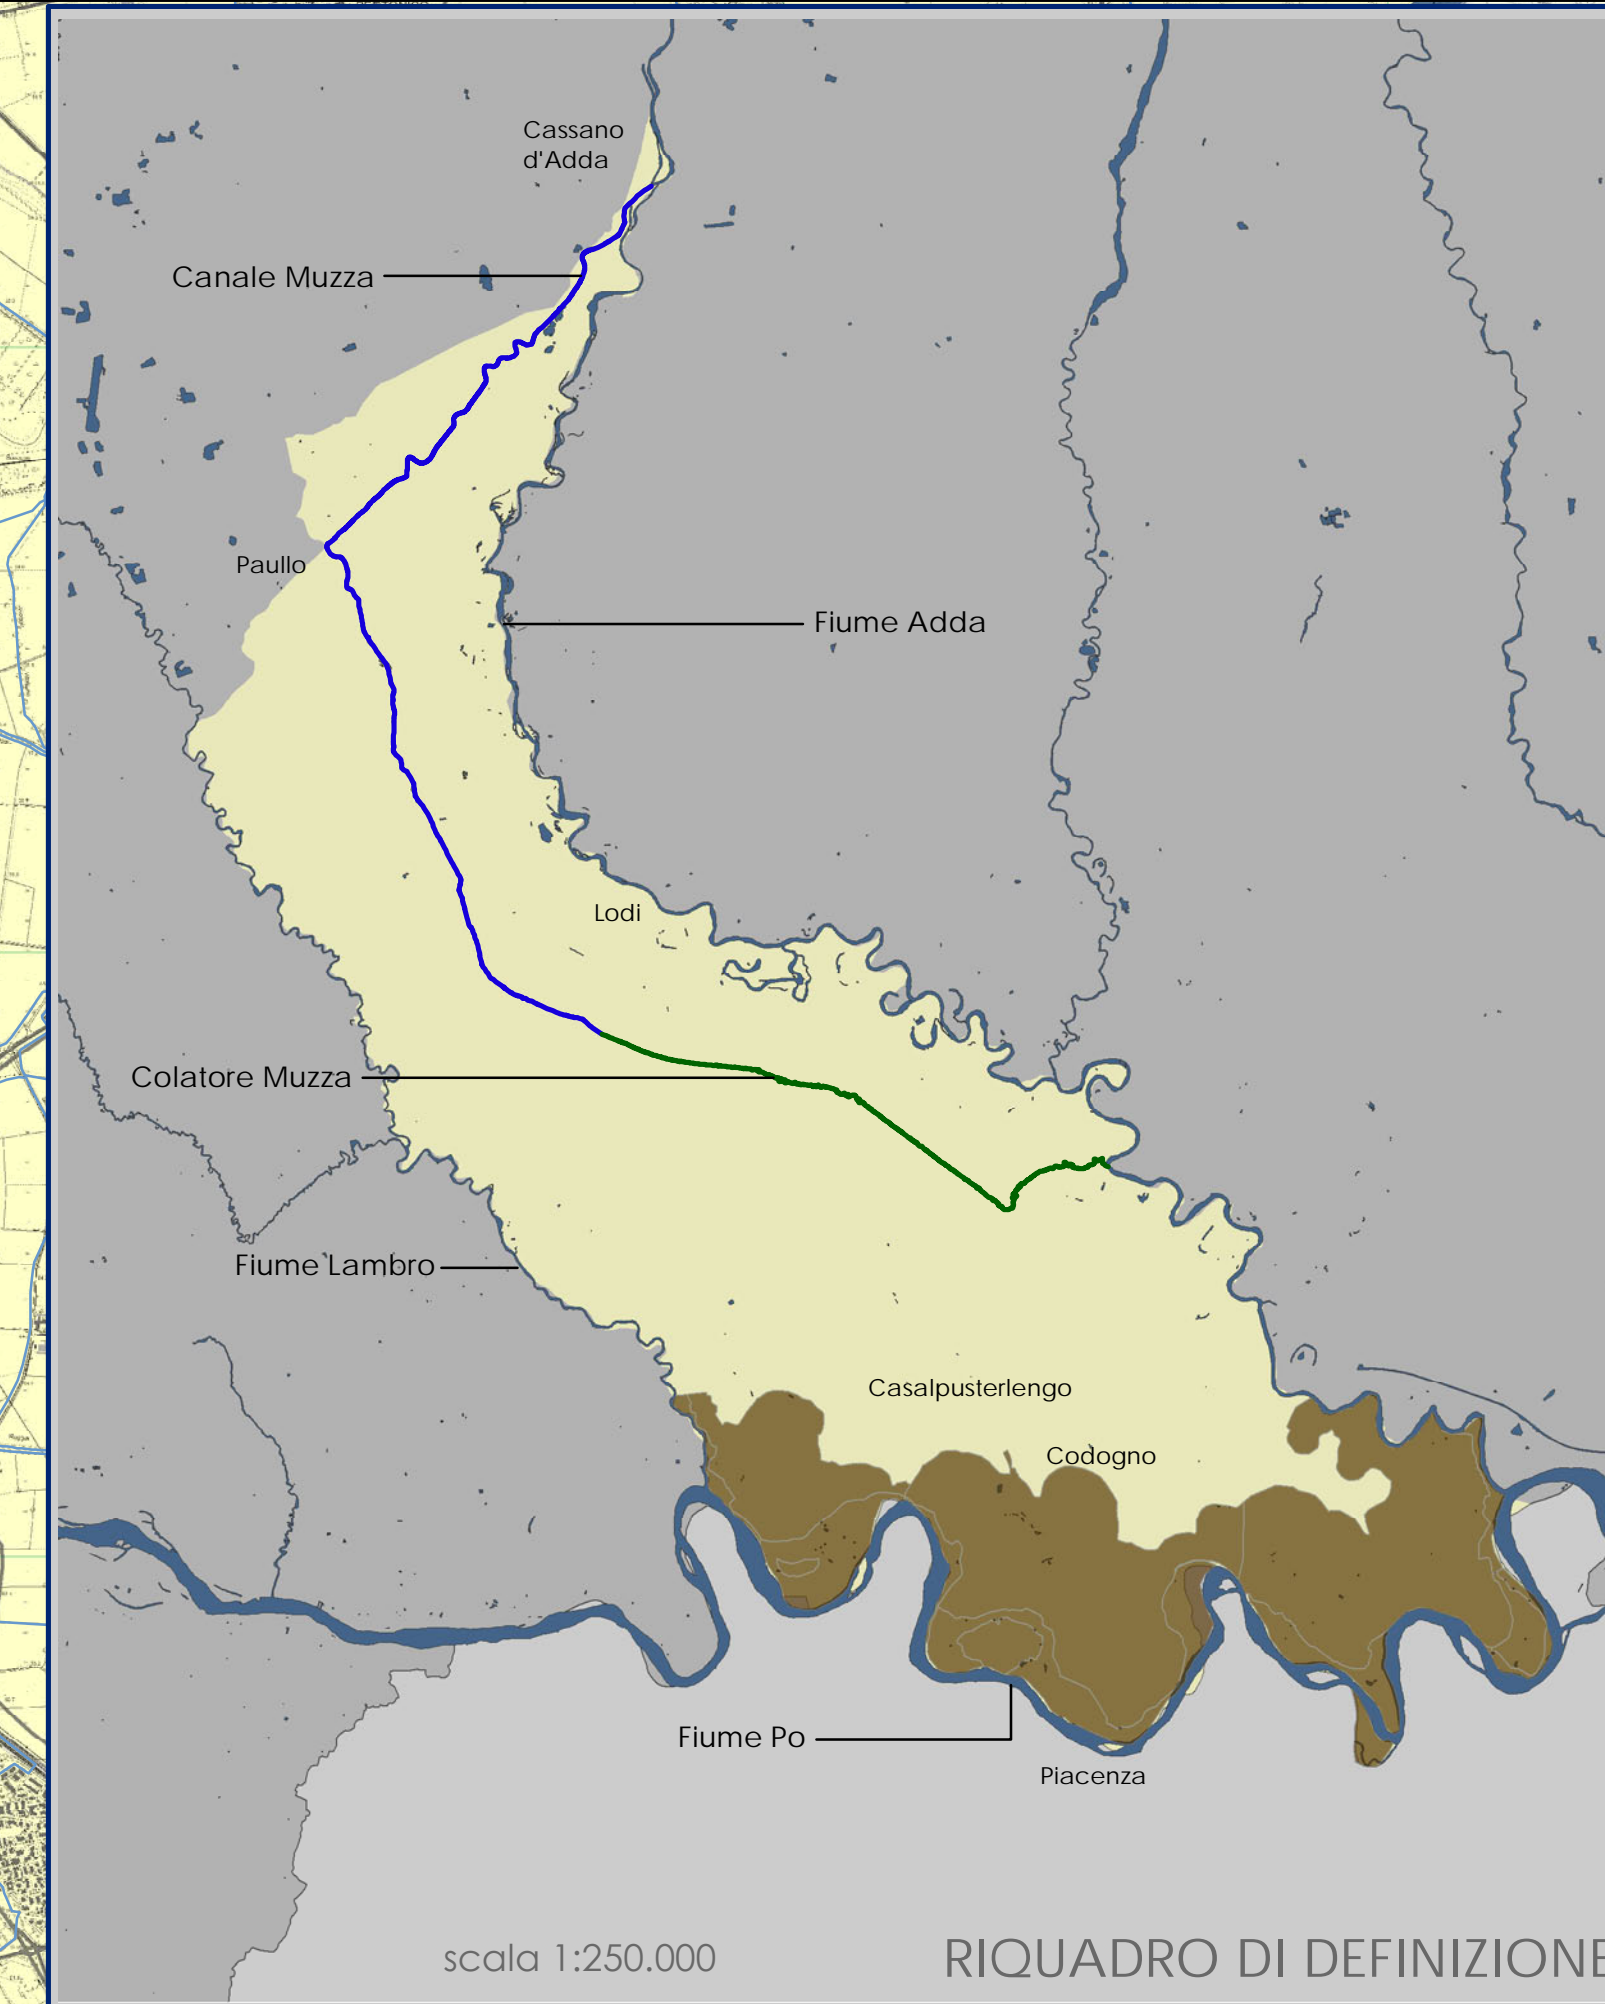 Cassano
d'Adda
Canale Muzza
Paullo
Fiume Adda
Lodi
Colatore Muzza
Fiume Lambro
Casalpusterlengo
Codogno
Fiume Po
Piacenza
scala 1:250.000
RIQUADRO DI DEFINIZIONE